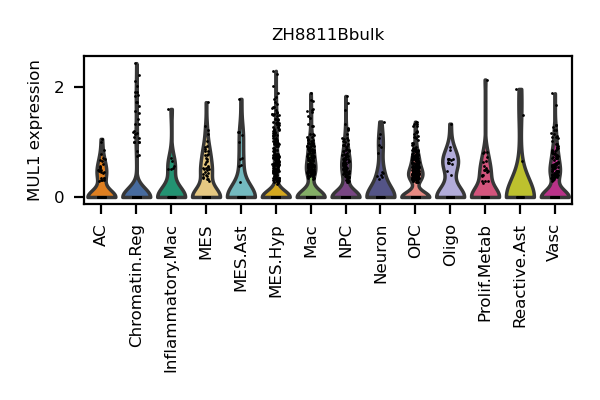 ZH8811Bbulk
MUL1 expression
2
0
AC
Chromatin.Reg
Inflammatory.Mac
MES
MES.Ast
MES.Hyp
Mac
NPC
Neuron
OPC
Oligo
Prolif.Metab
Reactive.Ast
Vasc